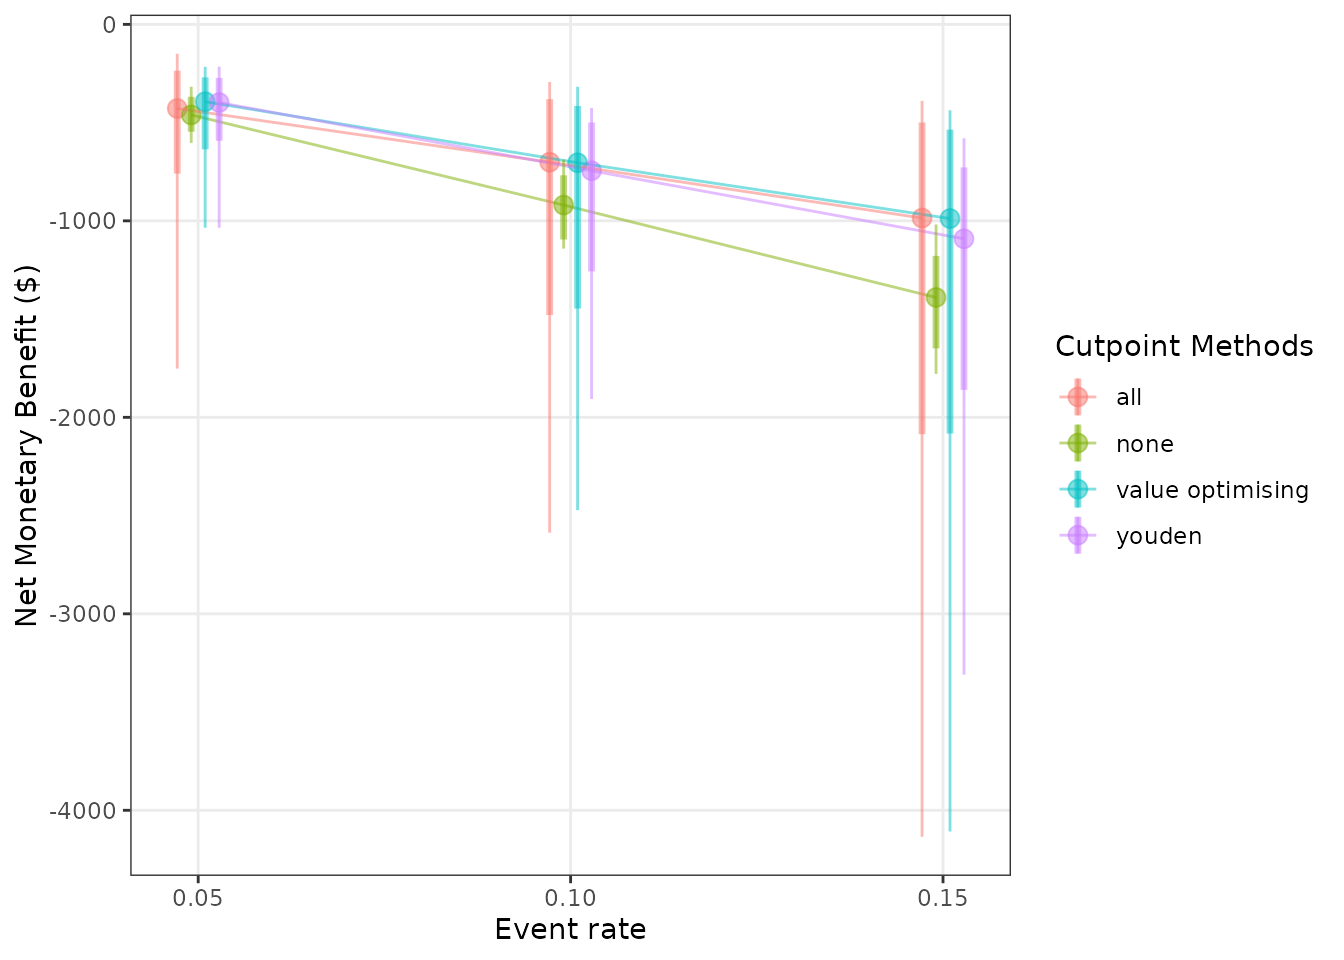 Net Monetary Benefit ($)
0
-1000
-2000
-3000
-4000
0.05
0.10
0.15
Event rate
Cutpoint Methods
all
none
value optimising
youden